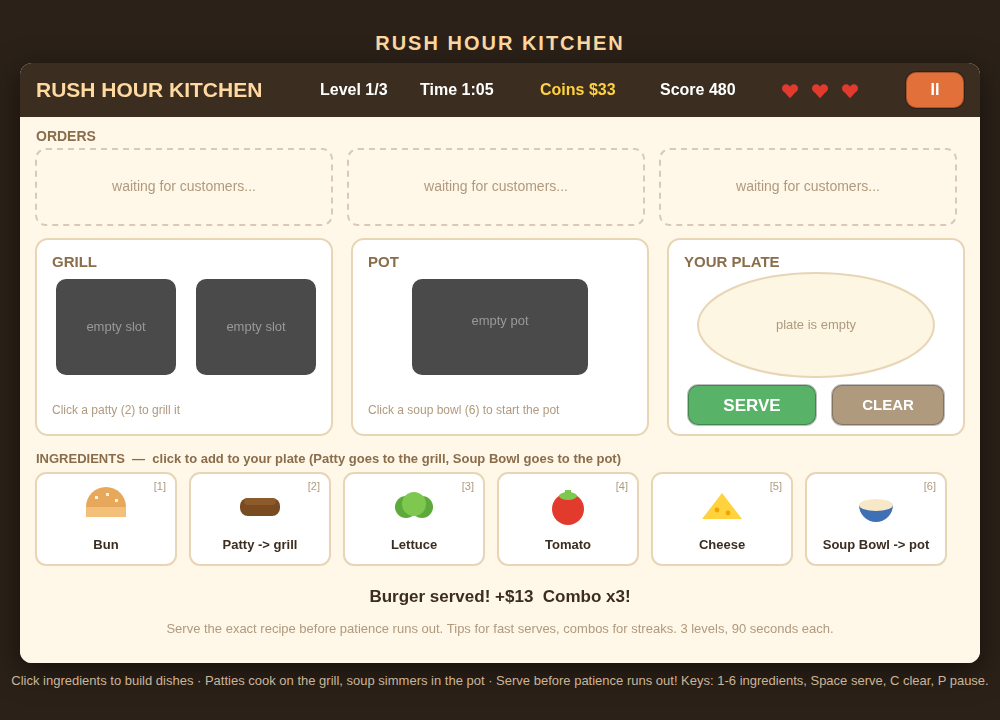 RUSH HOUR KITCHEN
RUSH HOUR KITCHEN Level 1/3 Time 1:05 Coins $33 Score 480 II
ORDERS
waiting for customers... waiting for customers... waiting for customers...
GRILL POT YOUR PLATE
empty slot empty slot empty pot plate is empty
Click a patty (2) to grill it Click a soup bowl (6) to start the pot SERVE CLEAR
INGREDIENTS — click to add to your plate (Patty goes to the grill, Soup Bowl goes to the pot)
[1] [2] [3] [4] [5] [6]
Bun Patty -> grill Lettuce Tomato Cheese Soup Bowl -> pot
Burger served! +$13 Combo x3!
Serve the exact recipe before patience runs out. Tips for fast serves, combos for streaks. 3 levels, 90 seconds each.
Click ingredients to build dishes · Patties cook on the grill, soup simmers in the pot · Serve before patience runs out! Keys: 1-6 ingredients, Space serve, C clear, P pause.